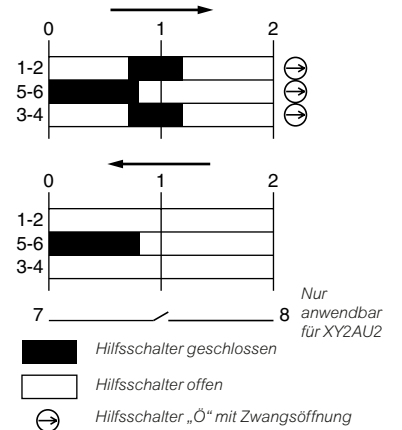 0 1 2
1-2
5-6
3-4
0 1 2
1-2
5-6
3-4
7 8 Nur
anwendbar
für XY2AU2
Hilfsschalter geschlossen
Hilfsschalter offen
Hilfsschalter „Ö“ mit Zwangsöffnung